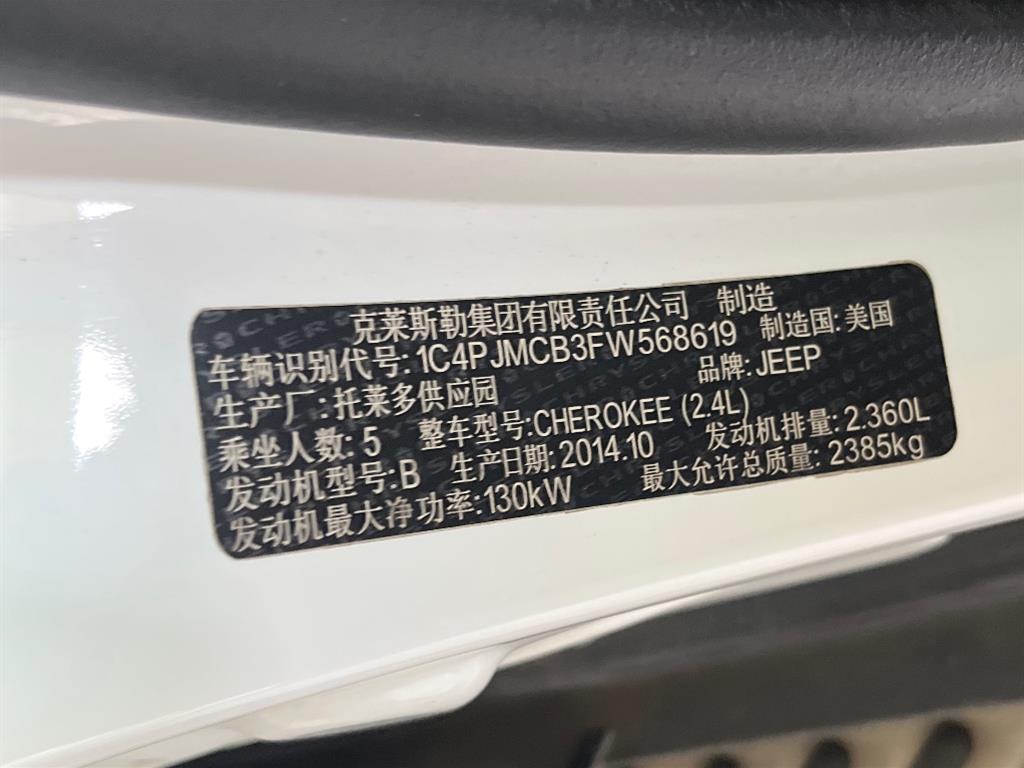 克莱斯勒集团有限责任公司 制造
车辆识别代号: 1C4PJMCB3FW568619 制造国: 美国
生产厂: 托莱多供应园 品牌: JEEP
乘坐人数: 5 整车型号: CHEROKEE (2.4L)
发动机型号: B 生产日期: 2014.10 发动机排量: 2.360L
发动机最大净功率: 130kW 最大允许总质量: 2385kg